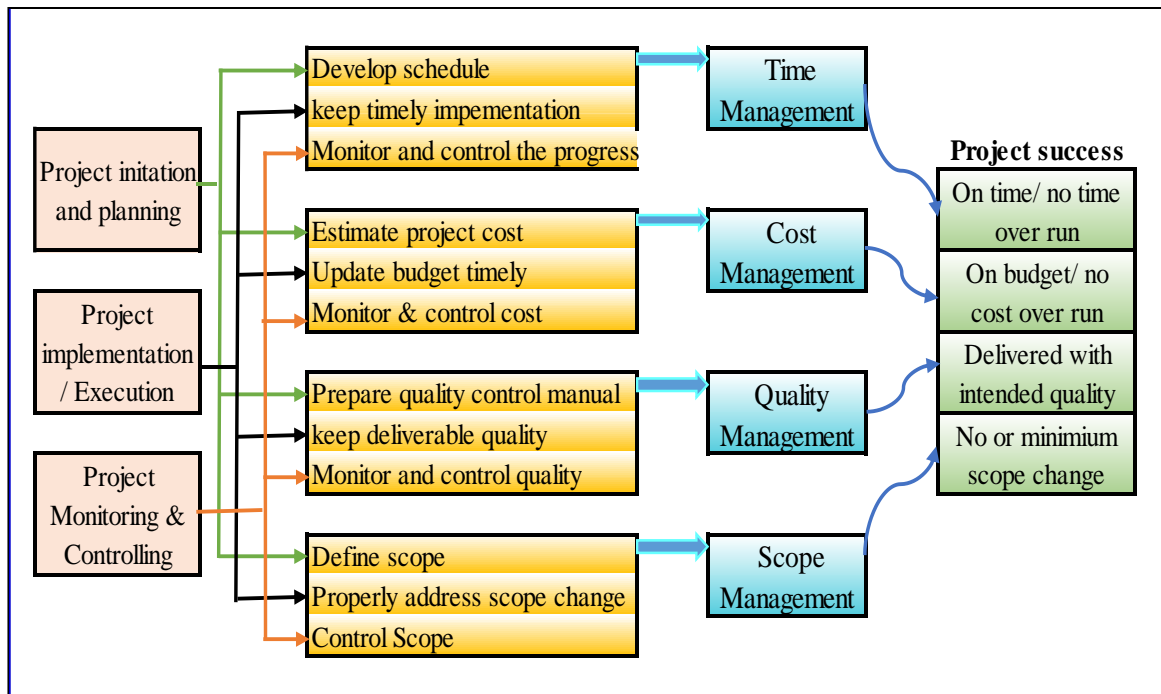 Project initation
and planning
Project
implementation
/ Execution
Project
Monitoring &
Controlling
Develop schedule
keep timely impementation
Monitor and control the progress
Estimate project cost
Update budget timely
Monitor & control cost
Prepare quality control manual
keep deliverable quality
Monitor and control quality
Define scope
Properly address scope change
Control Scope
Time
Management
Cost
Management
Quality
Management
Scope
Management
Project success
On time/ no time
over run
On budget/ no
cost over run
Delivered with
intended quality
No or minimium
scope change